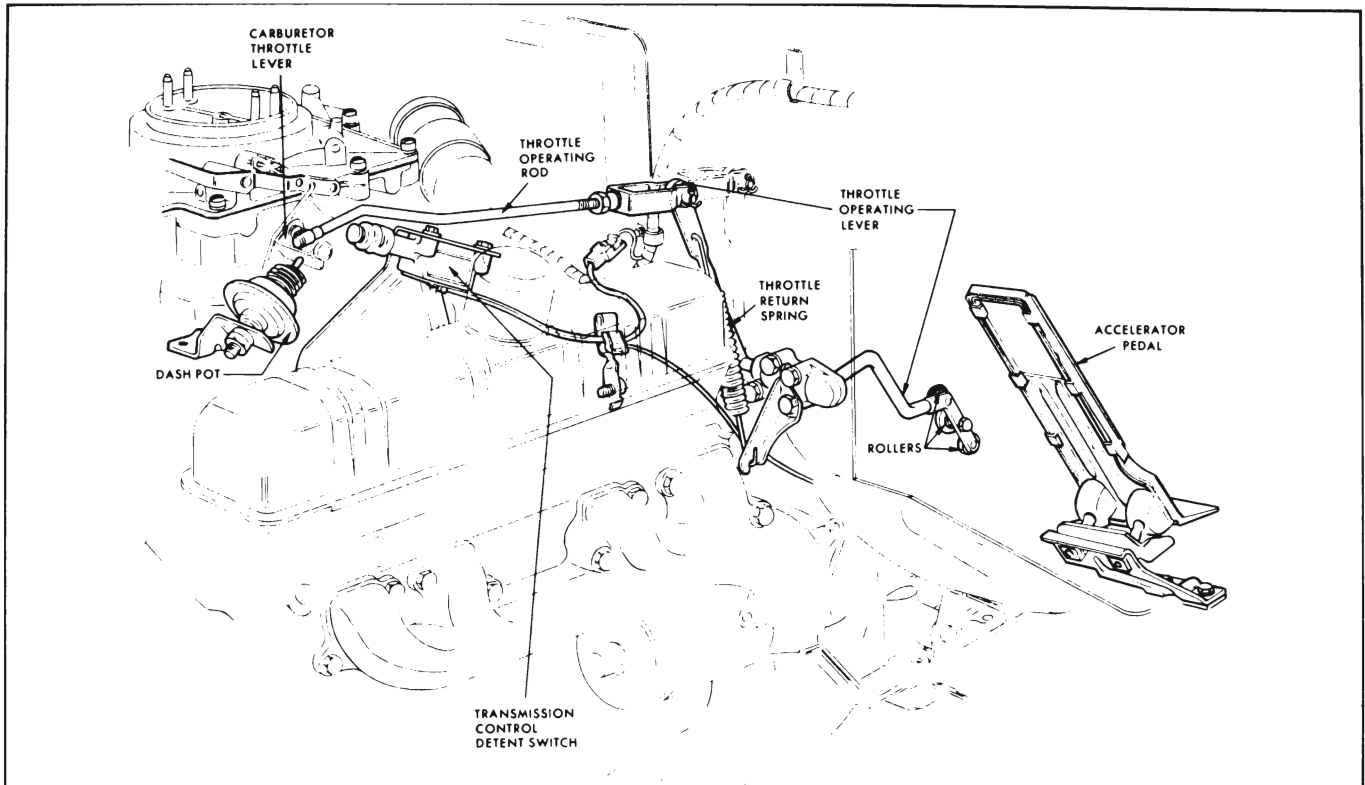 CARBURETOR
THROTTLE
LEVER
THROTTLE
OPERATING
ROD
THROTTLE
OPERATING
LEVER
THROTTLE
RETURN
SPRING
ACCELERATOR
PEDAL
DASH POT
ROLLERS
TRANSMISSION
CONTROL
DETENT SWITCH